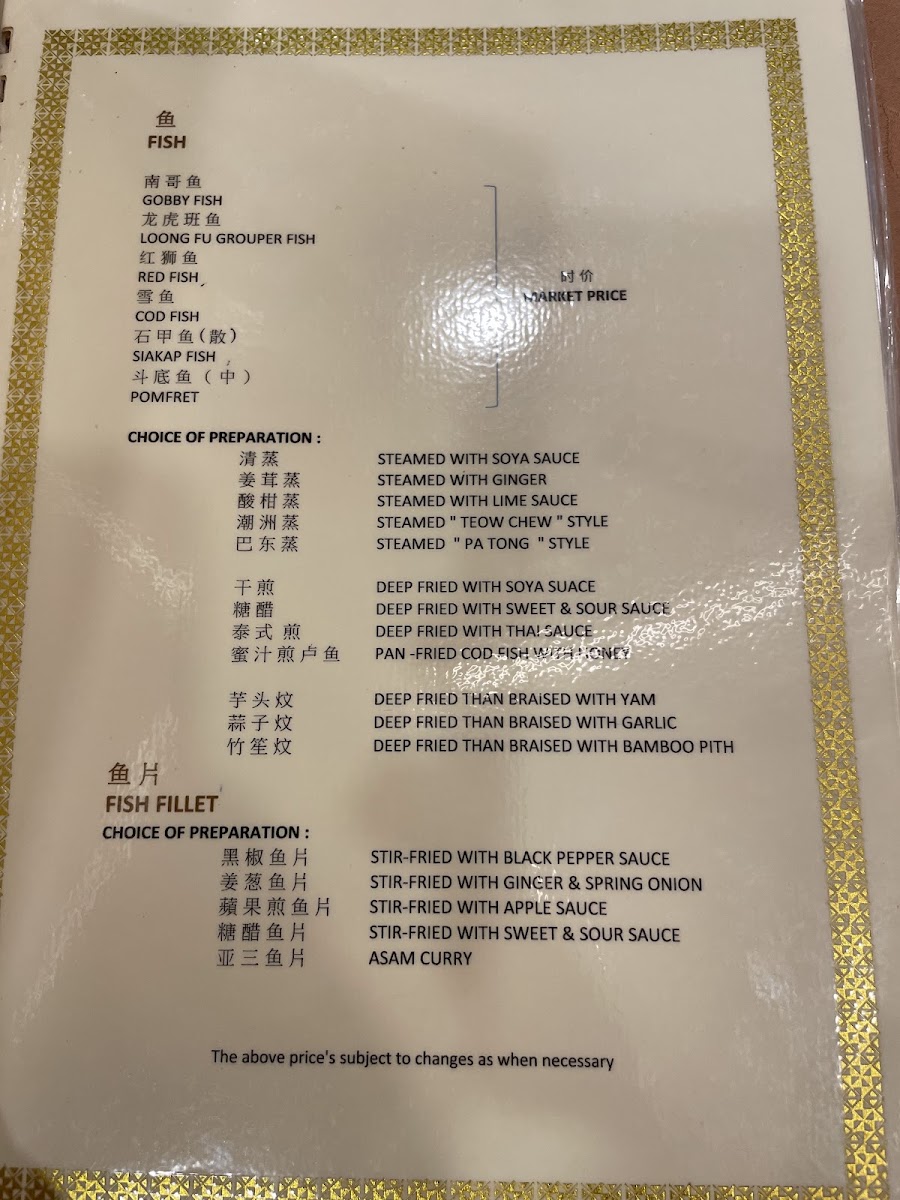 鱼
FISH
南哥鱼
GOBBY FISH
龙虎班鱼
LOONG FU GROUPER FISH
红狮鱼
RED FISH
雪鱼
COD FISH
石甲鱼(散)
SIAKAP FISH
斗底鱼(中)
POMFRET
时价
MARKET PRICE
CHOICE OF PREPARATION :
清蒸 STEAMED WITH SOYA SAUCE
姜茸蒸 STEAMED WITH GINGER
酸柑蒸 STEAMED WITH LIME SAUCE
潮洲蒸 STEAMED " TEOW CHEW " STYLE
巴东蒸 STEAMED " PA TONG " STYLE
干煎 DEEP FRIED WITH SOYA SUACE
糖醋 DEEP FRIED WITH SWEET & SOUR SAUCE
泰式 煎 DEEP FRIED WITH THAI SAUCE
蜜汁煎卢鱼 PAN -FRIED COD FISH WITH HONEY
芋头炆 DEEP FRIED THAN BRAISED WITH YAM
蒜子炆 DEEP FRIED THAN BRAISED WITH GARLIC
竹笙炆 DEEP FRIED THAN BRAISED WITH BAMBOO PITH
鱼片
FISH FILLET
CHOICE OF PREPARATION :
黑椒鱼片 STIR-FRIED WITH BLACK PEPPER SAUCE
姜葱鱼片 STIR-FRIED WITH GINGER & SPRING ONION
蘋果煎鱼片 STIR-FRIED WITH APPLE SAUCE
糖醋鱼片 STIR-FRIED WITH SWEET & SOUR SAUCE
亚三鱼片 ASAM CURRY
The above price's subject to changes as when necessary